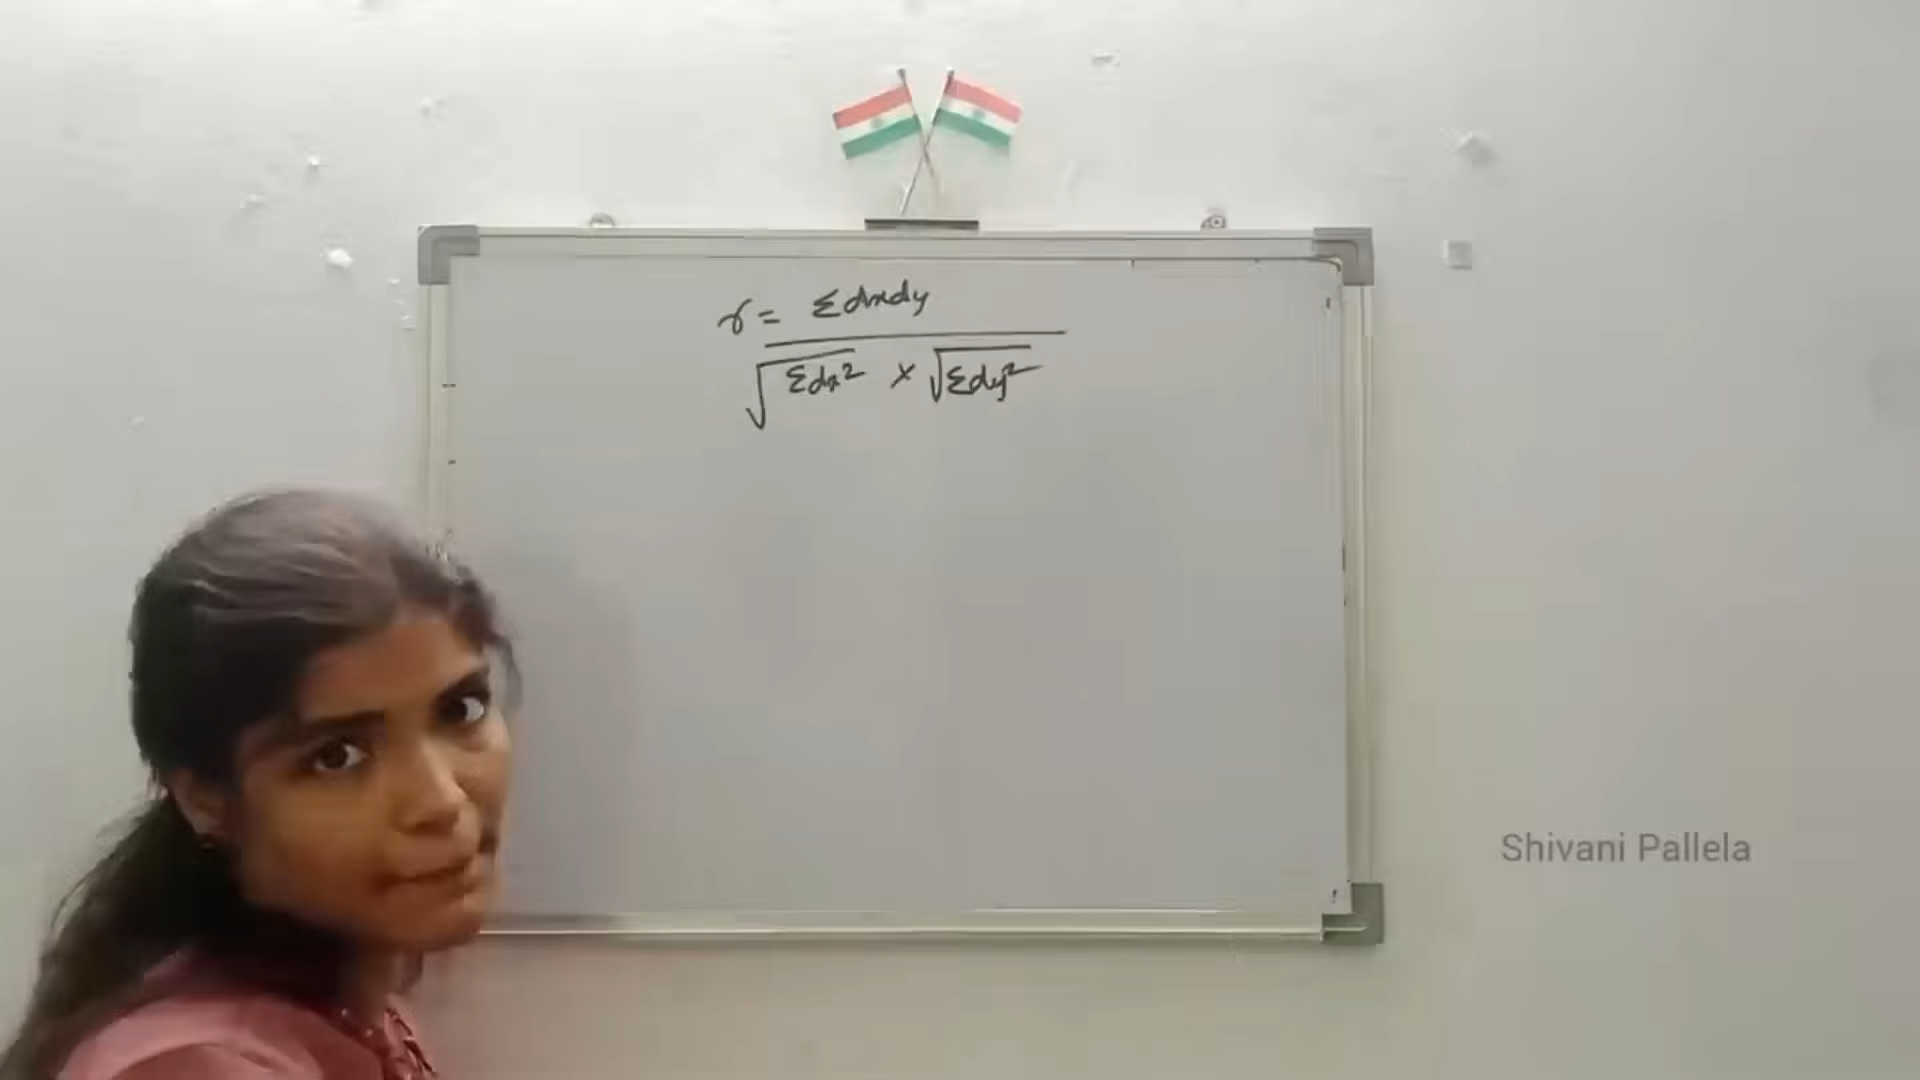 r = Σdxdy
√Σdx² × √Σdy²
Shivani Pallela